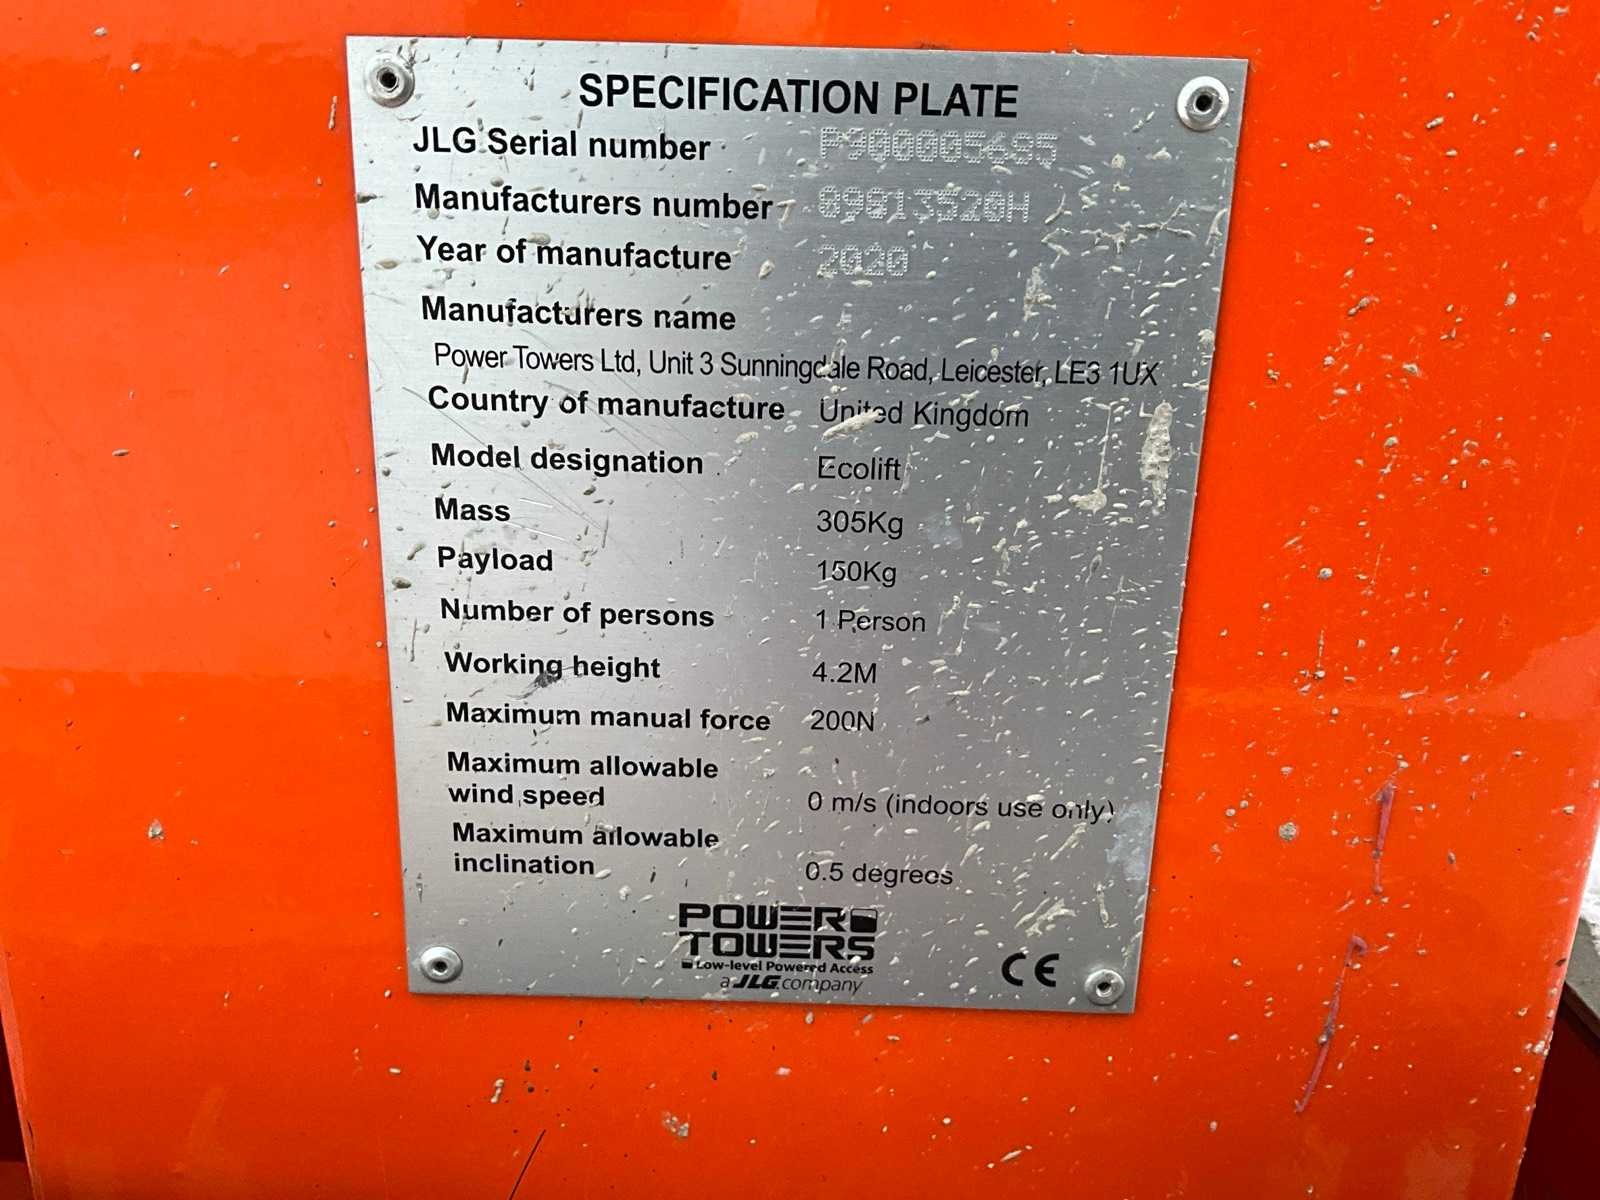 SPECIFICATION PLATE
JLG Serial number P900005695
Manufacturers number 09013520H
Year of manufacture 2020
Manufacturers name
Power Towers Ltd, Unit 3 Sunningdale Road, Leicester, LE3 1UX
Country of manufacture United Kingdom
Model designation Ecolift
Mass 305Kg
Payload 150Kg
Number of persons 1 Person
Working height 4.2M
Maximum manual force 200N
Maximum allowable
wind speed 0 m/s (indoors use only)
Maximum allowable
inclination 0.5 degrees
POWER
TOWERS
Low-level Powered Access
a JLG company
CE